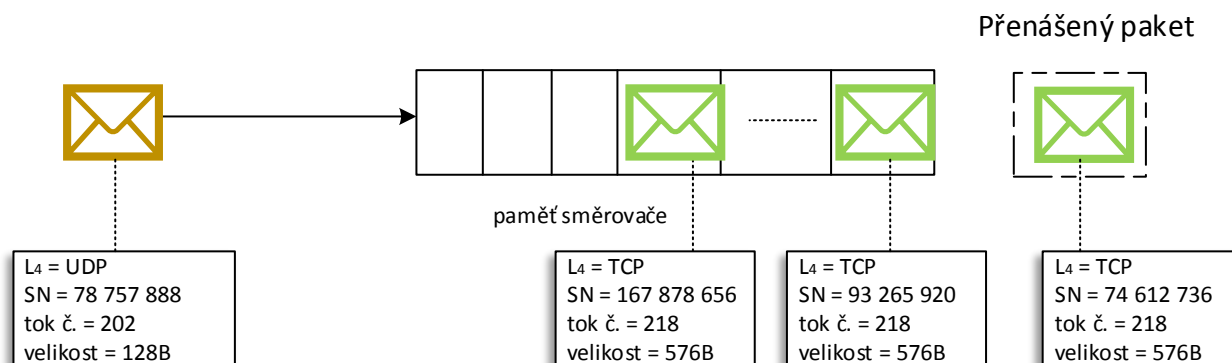 Přenášený paket
paměť směrovače
L4 = UDP
SN = 78 757 888
tok č. = 202
velikost = 128B
L4 = TCP
SN = 167 878 656
tok č. = 218
velikost = 576B
L4 = TCP
SN = 93 265 920
tok č. = 218
velikost = 576B
L4 = TCP
SN = 74 612 736
tok č. = 218
velikost = 576B